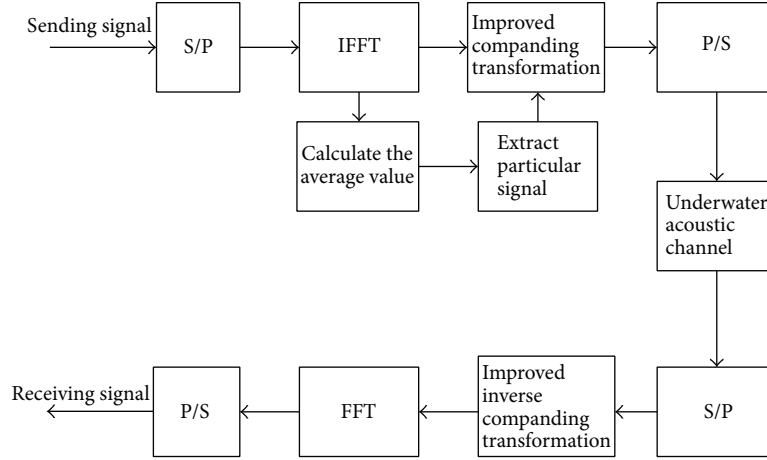 Sending signal
S/P
IFFT
Improved
companding
transformation
P/S
Calculate the
average value
Extract
particular
signal
Underwater
acoustic
channel
Receiving signal
P/S
FFT
Improved
inverse
companding
transformation
S/P